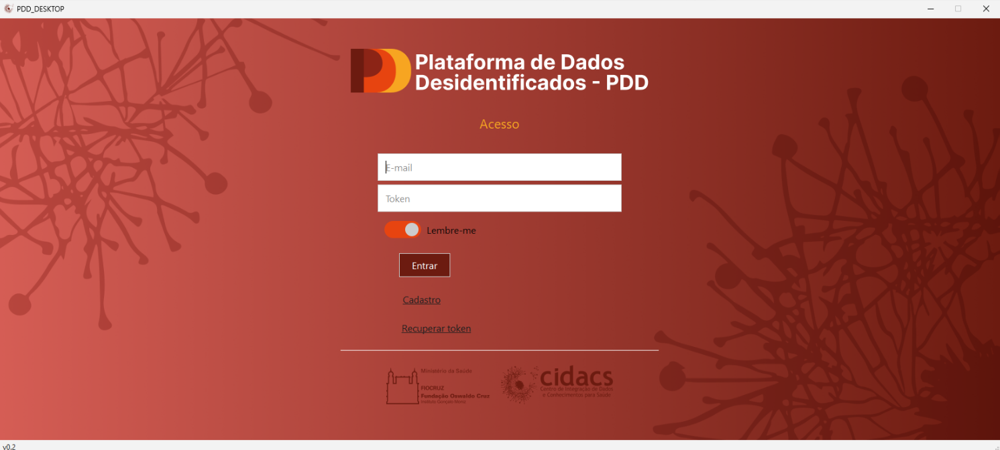 PDD_DESKTOP
Plataforma de Dados
Desidentificados - PDD
Acesso
E-mail
Token
Lembre-me
Entrar
Cadastro
Recuperar token
Ministério da Saúde
FIOCRUZ
Fundação Oswaldo Cruz
Instituto Gonçalo Moniz
cidacs
Centro de Integração de Dados
e Conhecimentos para Saúde
v0.2